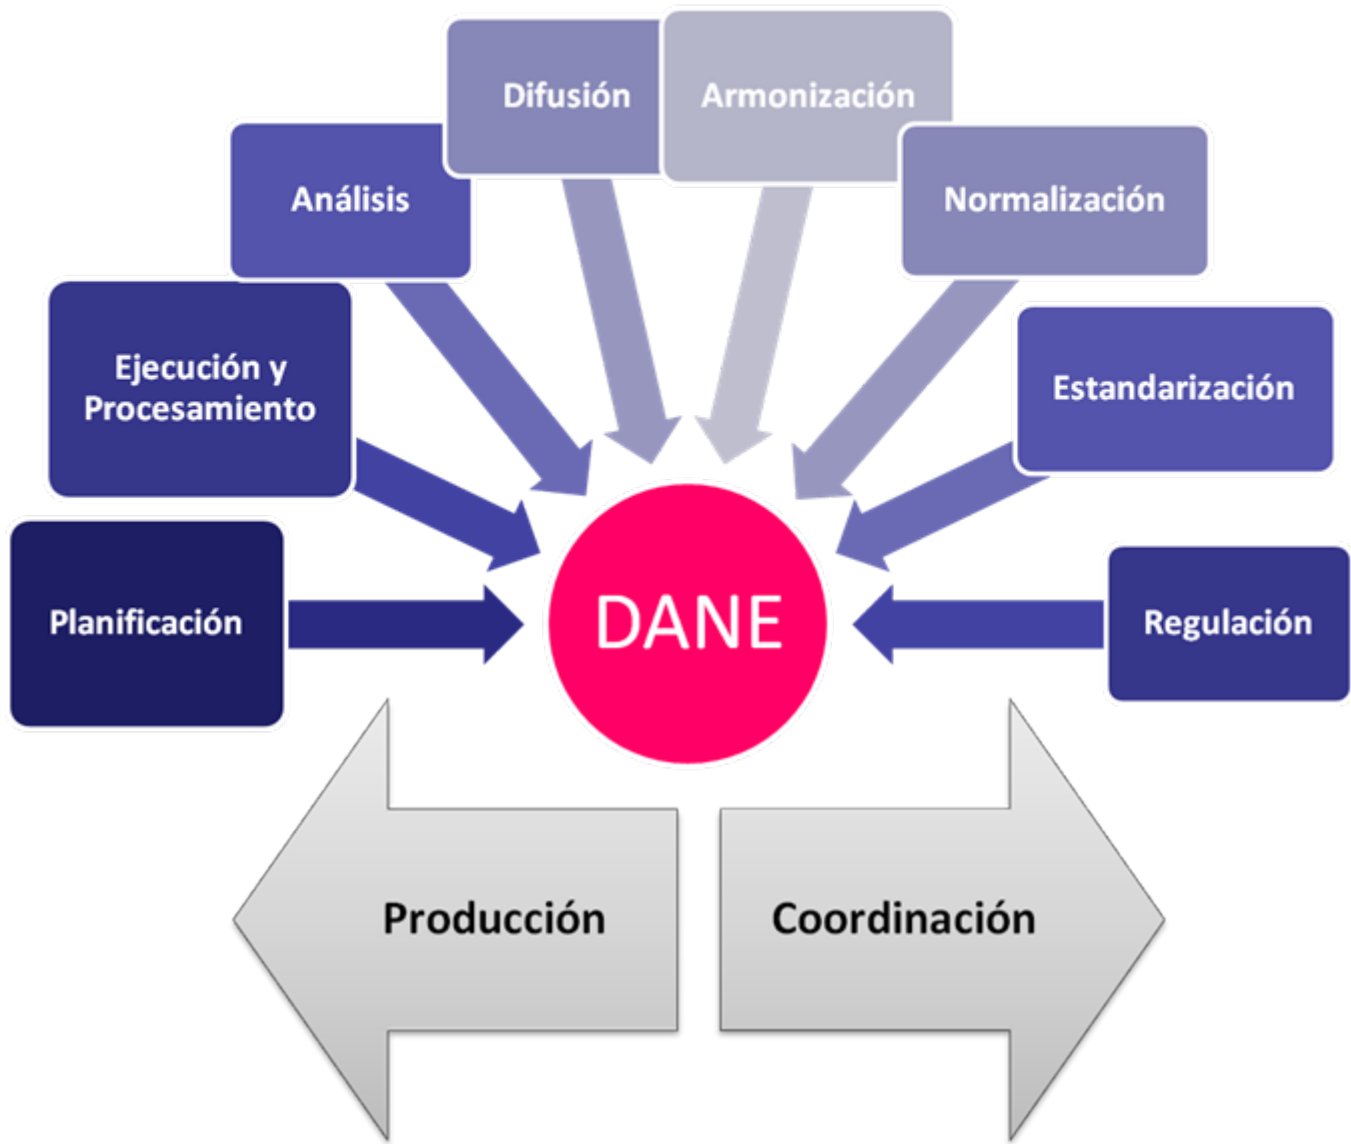 Difusión
Armonización
Análisis
Normalización
Ejecución y
Procesamiento
Estandarización
Planificación
DANE
Regulación
Producción
Coordinación